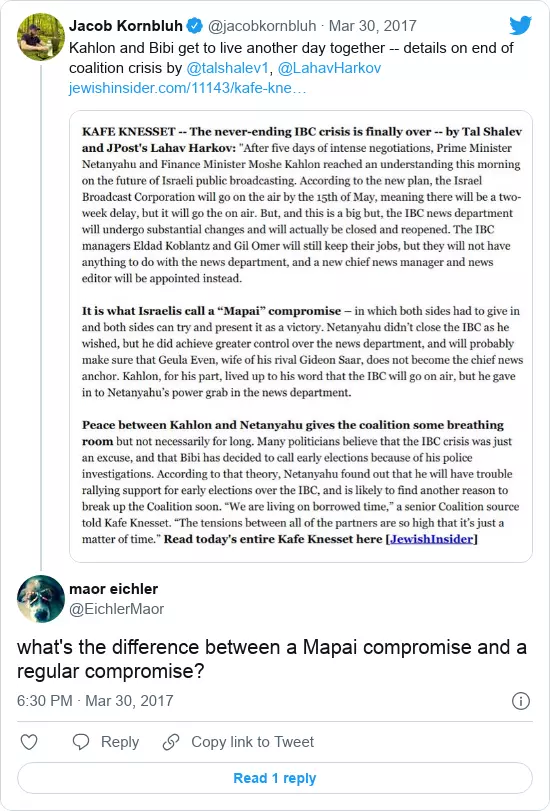 Jacob Kornbluh @jacobkornbluh · Mar 30, 2017
Kahlon and Bibi get to live another day together -- details on end of
coalition crisis by @talshalev1, @LahavHarkov
jewishinsider.com/11143/kafe-kne…
KAFE KNESSET -- The never-ending IBC crisis is finally over -- by Tal Shalev
and JPost's Lahav Harkov: "After five days of intense negotiations, Prime Minister
Netanyahu and Finance Minister Moshe Kahlon reached an understanding this morning
on the future of Israeli public broadcasting. According to the new plan, the Israel
Broadcast Corporation will go on the air by the 15th of May, meaning there will be a two-
week delay, but it will go the on air. But, and this is a big but, the IBC news department
will undergo substantial changes and will actually be closed and reopened. The IBC
managers Eldad Koblantz and Gil Omer will still keep their jobs, but they will not have
anything to do with the news department, and a new chief news manager and news
editor will be appointed instead.
It is what Israelis call a “Mapai” compromise – in which both sides had to give in
and both sides can try and present it as a victory. Netanyahu didn’t close the IBC as he
wished, but he did achieve greater control over the news department, and will probably
make sure that Geula Even, wife of his rival Gideon Saar, does not become the chief news
anchor. Kahlon, for his part, lived up to his word that the IBC will go on air, but he gave
in to Netanyahu’s power grab in the news department.
Peace between Kahlon and Netanyahu gives the coalition some breathing
room but not necessarily for long. Many politicians believe that the IBC crisis was just
an excuse, and that Bibi has decided to call early elections because of his police
investigations. According to that theory, Netanyahu found out that he will have trouble
rallying support for early elections over the IBC, and is likely to find another reason to
break up the Coalition soon. “We are living on borrowed time,” a senior Coalition source
told Kafe Knesset. “The tensions between all of the partners are so high that it’s just a
matter of time.” Read today's entire Kafe Knesset here [JewishInsider]
maor eichler
@EichlerMaor
what's the difference between a Mapai compromise and a
regular compromise?
6:30 PM · Mar 30, 2017
Reply Copy link to Tweet
Read 1 reply